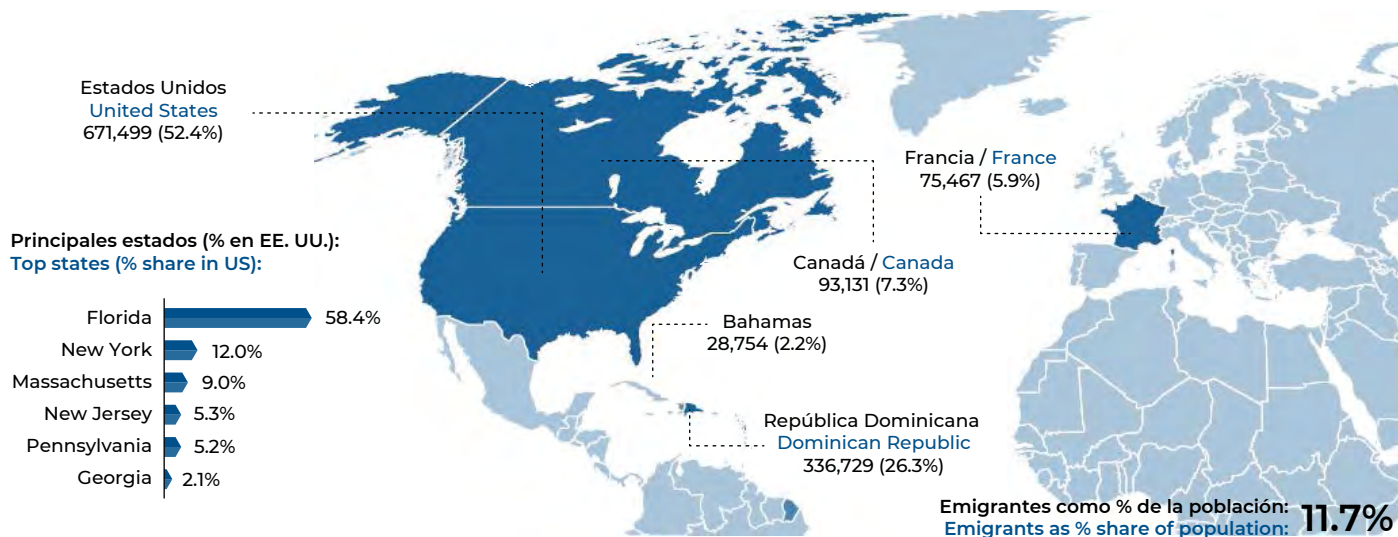 Estados Unidos
United States
671,499 (52.4%)
Francia / France
75,467 (5.9%)
Principales estados (% en EE. UU.):
Top states (% share in US):
Canadá / Canada
93,131 (7.3%)
Florida 58.4%
New York 12.0%
Massachusetts 9.0%
New Jersey 5.3%
Pennsylvania 5.2%
Georgia 2.1%
Bahamas
28,754 (2.2%)
República Dominicana
Dominican Republic
336,729 (26.3%)
Emigrantes como % de la población:
Emigrants as % share of population:
11.7%